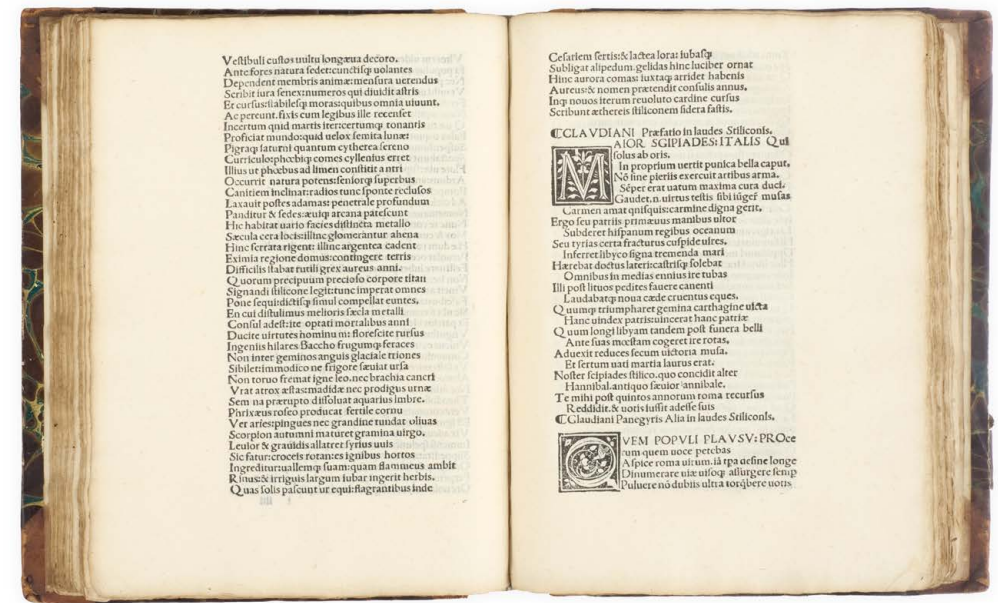 Vestibuli custos uultu longæua decoro.
Ante fores natura sedet:cunctisq; uolantes
Dependent membris animæ:mensura uerendus
Scribit iura senex:numeros qui diuidit astris
Et cursus:stabilesq; moras:quibus omnia uiuunt.
Ac pereunt.fixis cum legibus ille recenset
Incertum quid martis iter:certumq; tonantis
Proficiat mundo:quid uelox semita lunæ:
Pigraq; saturni quantum cytherea sereno
Curriculo:phœbiq; comes cyllenius erret
Illius ut phœbus ad limen constitit antri
Occurrit natura potens:seniorq; superbus
Canitiem inclinat:radios tunc sponte reclusos
Laxauit postes adamas: penetrale profundum
Panditur & sedes:æuiq; arcana patescunt
Hic habitat uario facies distincta metallo
Sæcula certa locis:illinc glomerantur ahena
Hinc ferrata rigent: illinc argentea cadent
Eximia regione domus:contingere terris
Difficilis stabat rutili grex aureus anni.
Quorum precipuum precioso corpore titan
Signandi stilicone legit:tunc imperat omnes
Pone sequi:dictisq; simul compellat euntes.
En cui distulimus melioris sæcla metalli
Consul adest:ite optati mortalibus anni
Ducite uirtutes hominum: florescite rursus
Ingeniis hilares Baccho frugumq; feraces
Non inter geminos anguis glaciale triones
Sibilet:immodico ne frigore sæuiat ursa
Non toruo fremat igne leo.nec brachia cancri
Vrat atrox æstas:madidæ nec prodigus urnæ
Sem na prærupto dissoluat aquarius imbre.
Phrixæus roseo producat fertile cornu
Ver aries:pingues nec grandine tundat oliuas
Scorpion autumni maturet gramina uirgo.
Leuior & grauidis allatret syrius uuis
Sic fatur:croceis rotantes ignibus hortos
Ingreditur:uallemq; suam:quam flammeus ambit
Rinus:& irriguis largum iubar ingerit herbis.
Quas solis pascunt ur equi:flagrantibus inde
Cesariem sertis:& lactea lora: iubasq;
Subligat alipedum.gelidas hinc luciber ornat
Hinc aurora comas: iuxtaq; arridet habenis
Aureus:& nomen prætendit consulis annus.
Inq; nouos iterum reuoluto cardine cursus
Scribunt æthereis stiliconem sidera fastis.
⸿CLAVDIANI Præfatio in laudes Stiliconis.
MAIOR SGIPIADES: ITALIS Qui
solus ab oris.
In proprium uertit punica bella caput.
Nō sine pieriis exercuit artibus arma.
Sēper erat uatum maxima cura duci.
Gaudet.n.uirtus testis sibi iūger̄ musas
Carmen amat quisquis:carmine digna gerit.
Ergo seu patriis primæuus manibus ultor
Subderet hispanum regibus oceanum
Seu tyrias certa fracturus cuspide uires.
Inferret libyco signa tremenda mari
Hærebat doctus lateri:castrisq; solebat
Omnibus in medias ennius ire tubas
Illi post lituos pedites fauere canenti
Laudabatq; noua cæde cruentus eques.
Quumq; triumpharet gemina carthagine uicta
Hanc uindex patris:uincerat hanc patriæ
Quum longi libyam tandem post funera belli
Ante suas mœstam cogeret ire rotas.
Aduexit reduces secum uictoria musa.
Et sertum uati martia laurus erat.
Noster scipiades stilico.quo concidit alter
Hannibal.antiquo sæuior annibale.
Te mihi post quintos annorum roma recursus
Reddidit.& uotis iussit adesse suis
⸿Claudiani Panegyris Alia in laudes Stiliconis.
QVEM POPVLI PLAVSV: PROce
rum quem uoce petebas
Aspice roma uirum.iā tpa desine longe
Dinumerare uiæ uisoq; assurgere semp
Puluere nō dubiis ultra torq̄bere uotis